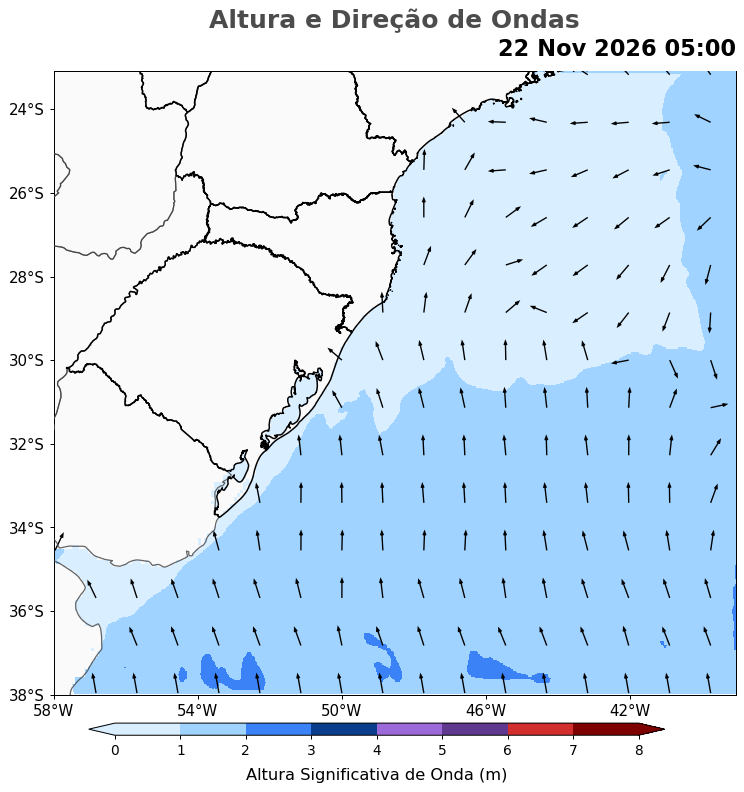 Altura e Direção de Ondas
22 Nov 2026 05:00
24°S
26°S
28°S
30°S
32°S
34°S
36°S
38°S
58°W 54°W 50°W 46°W 42°W
0 1 2 3 4 5 6 7 8
Altura Significativa de Onda (m)